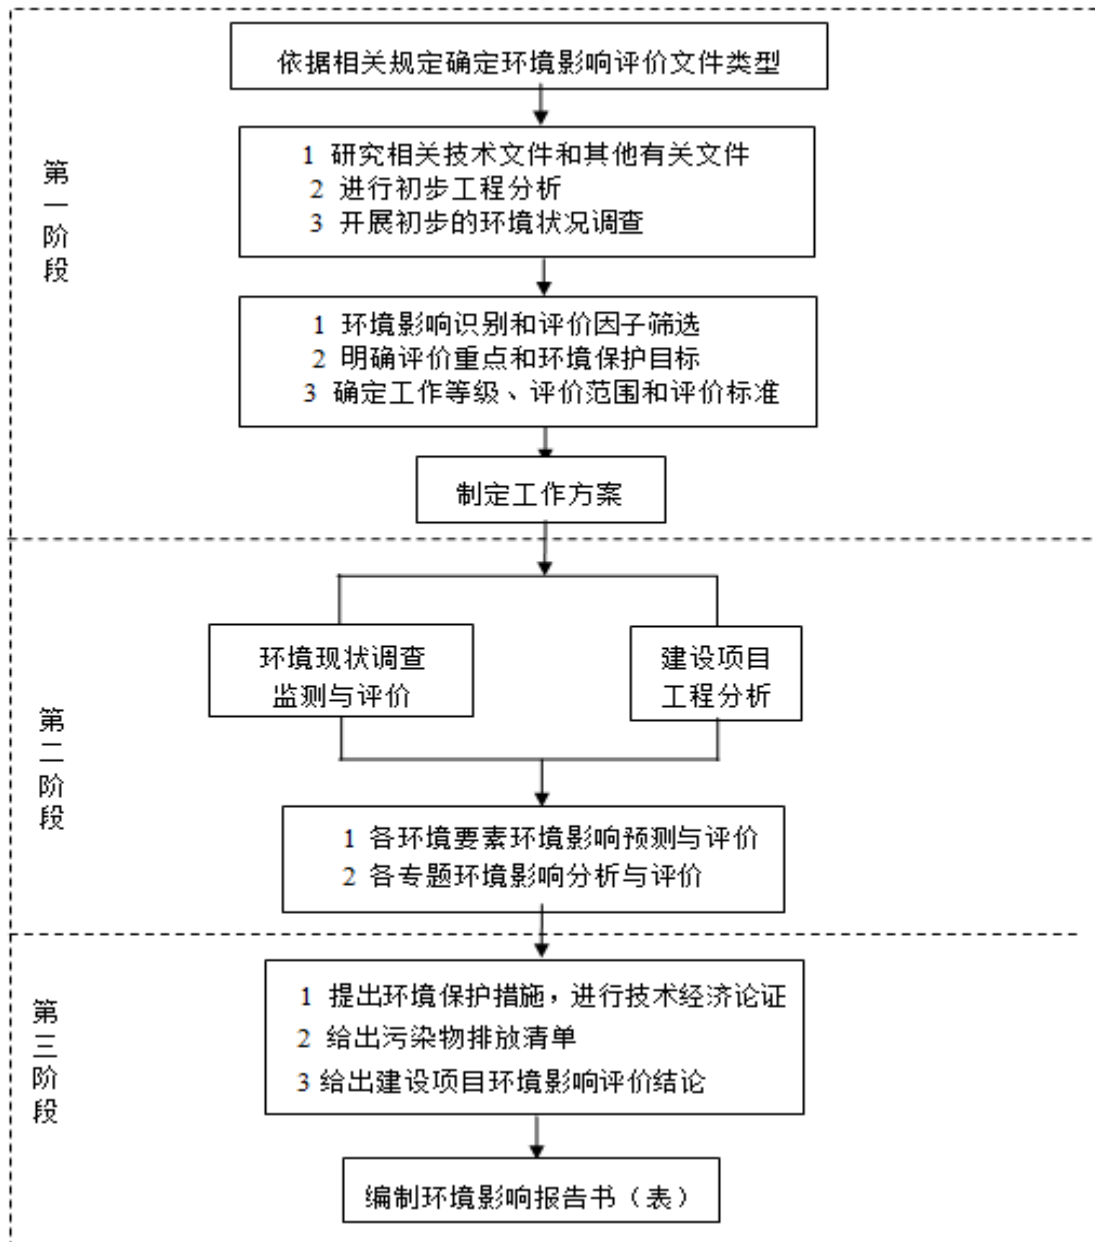 依据相关规定确定环境影响评价文件类型
第一阶段
1 研究相关技术文件和其他有关文件
2 进行初步工程分析
3 开展初步的环境状况调查
1 环境影响识别和评价因子筛选
2 明确评价重点和环境保护目标
3 确定工作等级、评价范围和评价标准
制定工作方案
第二阶段
环境现状调查
监测与评价
建设项目
工程分析
1 各环境要素环境影响预测与评价
2 各专题环境影响分析与评价
第三阶段
1 提出环境保护措施，进行技术经济论证
2 给出污染物排放清单
3 给出建设项目环境影响评价结论
编制环境影响报告书（表）